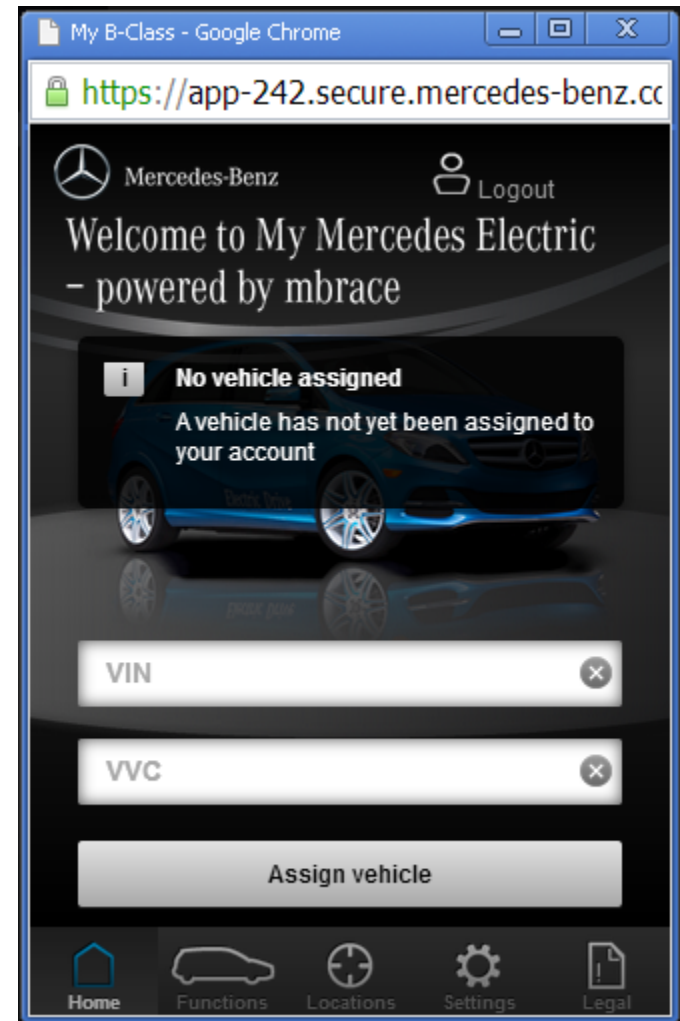 My B-Class - Google Chrome
https://app-242.secure.mercedes-benz.cc
Mercedes-Benz
Logout
Welcome to My Mercedes Electric
– powered by mbrace
i No vehicle assigned
A vehicle has not yet been assigned to
your account
Electric Drive
VIN
VVC
Assign vehicle
Home Functions Locations Settings Legal